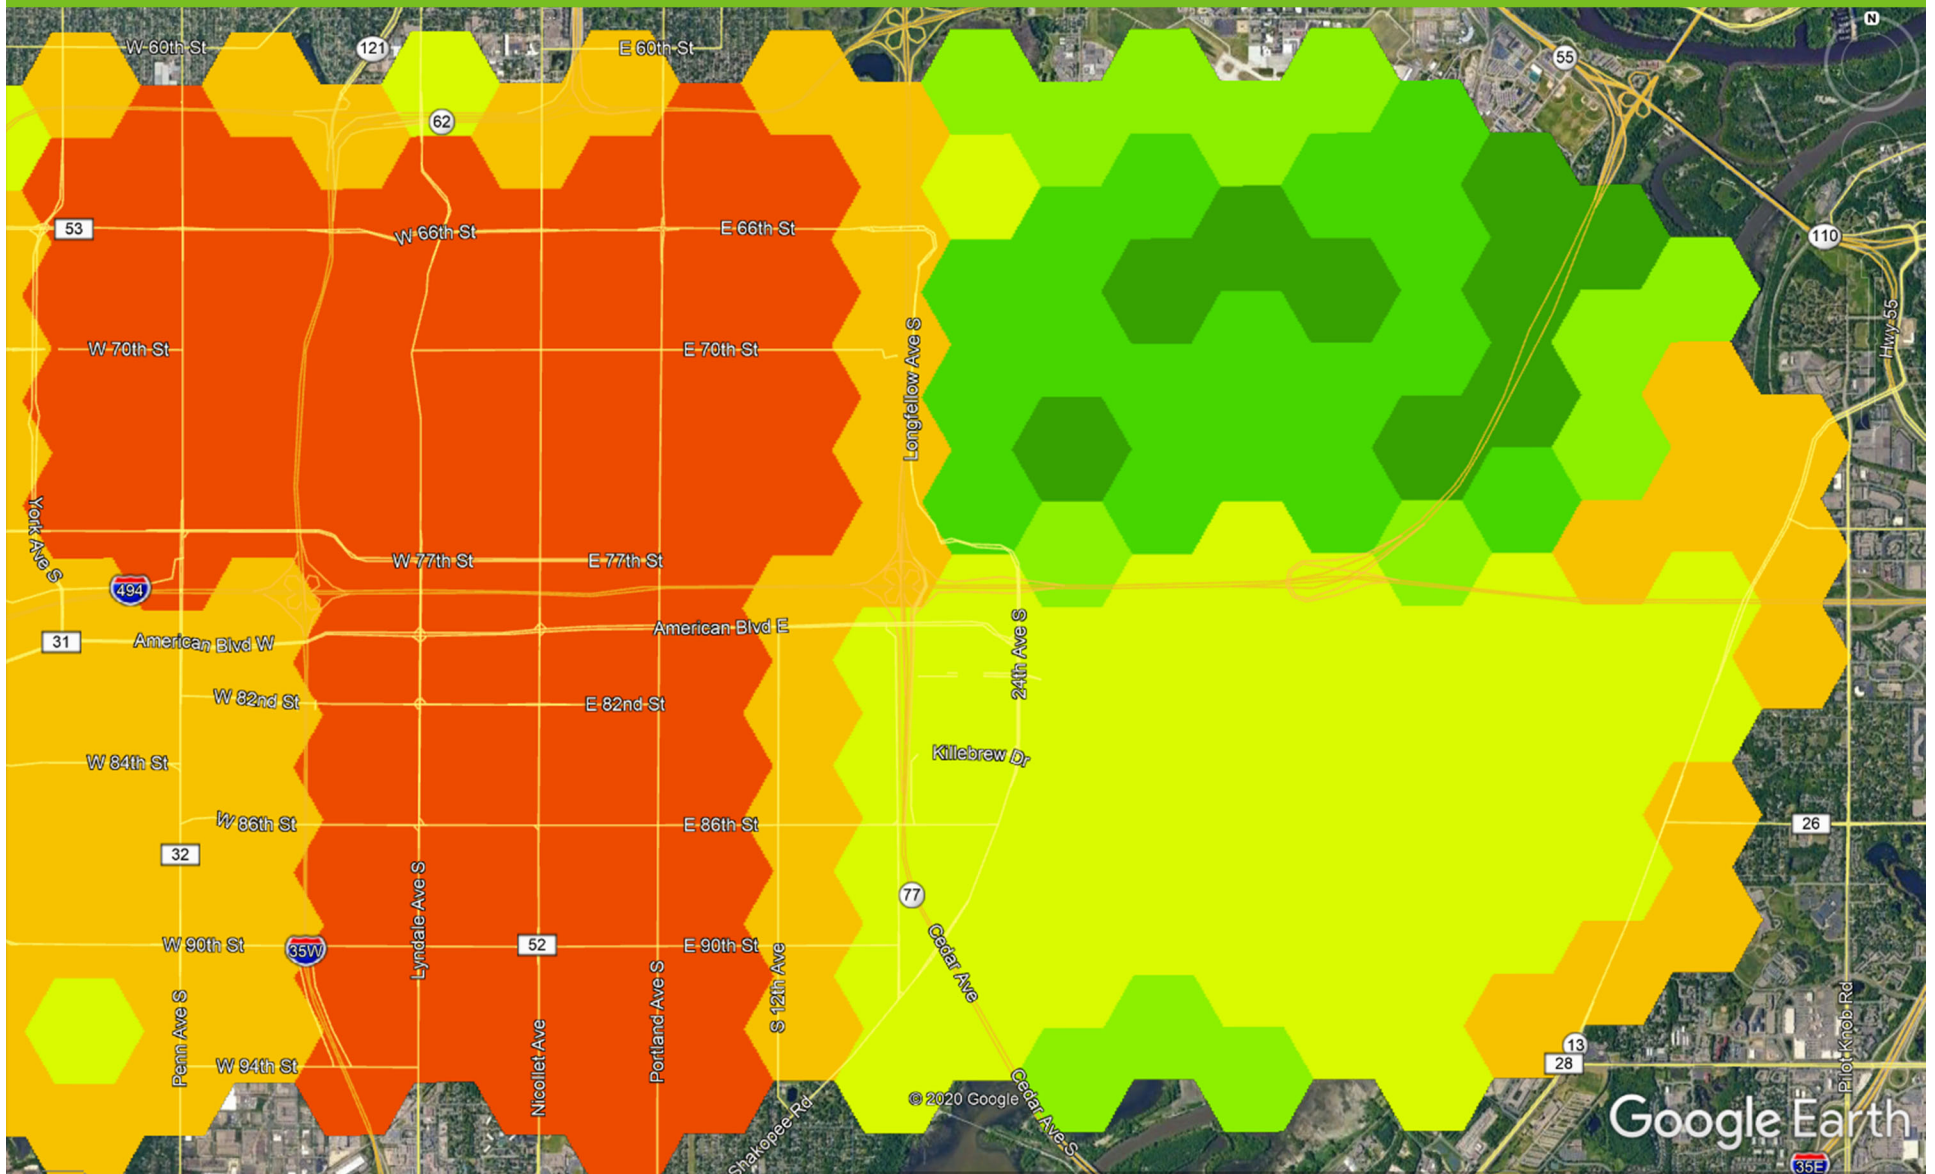 N
W 60th St
121
E 60th St
55
62
53
W 66th St
E 66th St
110
Hwy 55
W 70th St
E 70th St
Longfellow Ave S
York Ave S
W 77th St
E 77th St
494
31
American Blvd W
American Blvd E
24th Ave S
W 82nd St
E 82nd St
W 84th St
Killebrew Dr
W 86th St
E 86th St
26
32
77
Lyndale Ave S
W 90th St
35W
52
E 90th St
Cedar Ave
S 12th Ave
Penn Ave S
Nicollet Ave
Portland Ave S
Pilot Knob Rd
W 94th St
13
28
© 2020 Google
Cedar Ave S
Shakopee Rd
Google Earth
35E